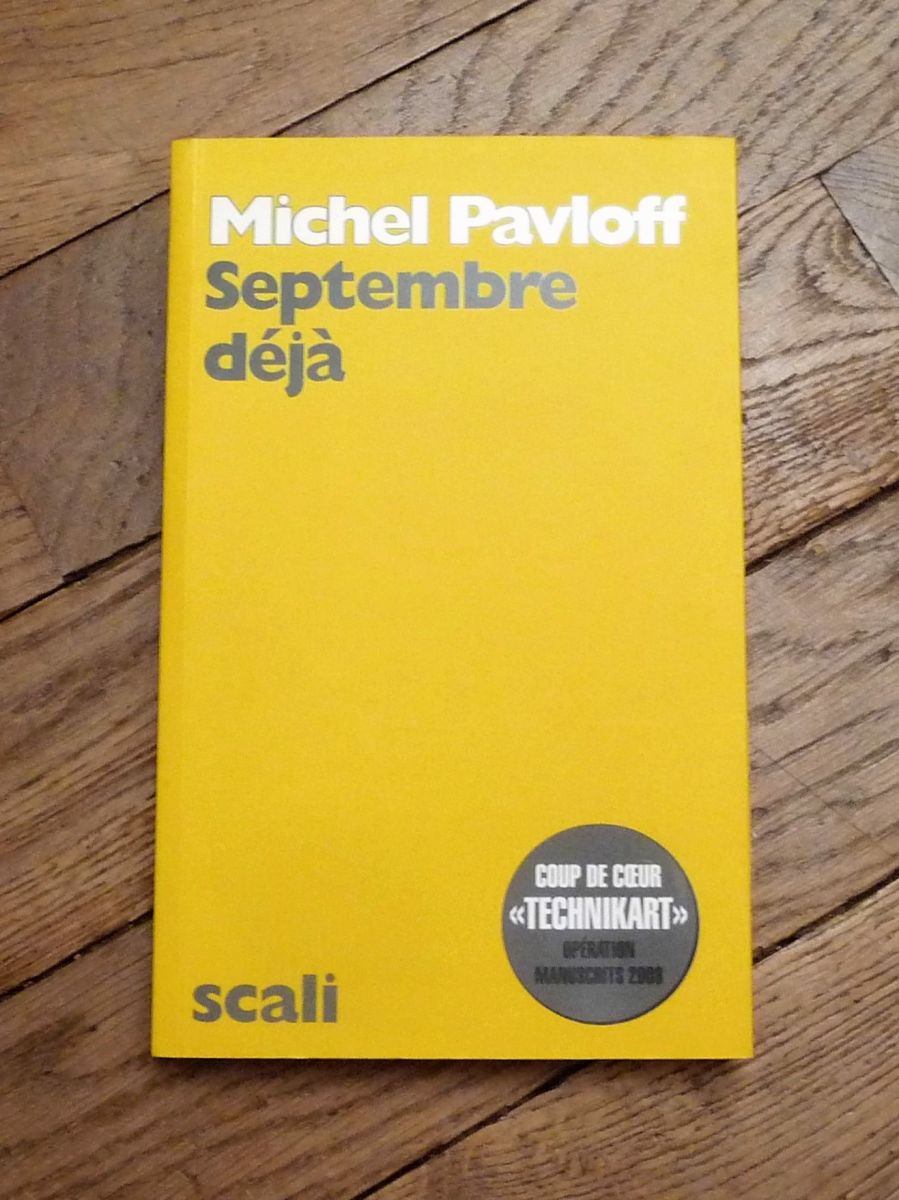 Michel Pavloff
Septembre
déjà
COUP DE CŒUR
«TECHNIKART»
OPÉRATION
MANUSCRITS 2008
scali